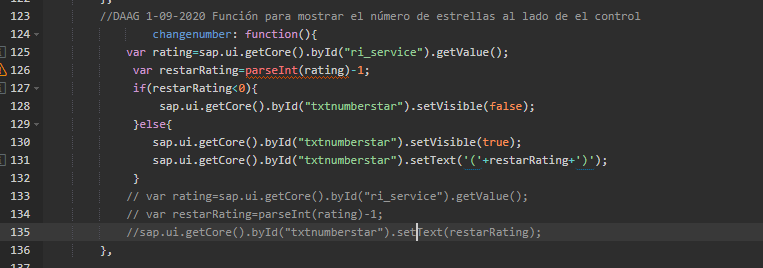 122 },
123 //DAAG 1-09-2020 Función para mostrar el número de estrellas al lado de el control
124 changenumber: function(){
125 var rating=sap.ui.getCore().byId("ri_service").getValue();
126 var restarRating=parseInt(rating)-1;
127 if(restarRating<0){
128 sap.ui.getCore().byId("txtnumberstar").setVisible(false);
129 }else{
130 sap.ui.getCore().byId("txtnumberstar").setVisible(true);
131 sap.ui.getCore().byId("txtnumberstar").setText('('+restarRating+')');
132 }
133 // var rating=sap.ui.getCore().byId("ri_service").getValue();
134 // var restarRating=parseInt(rating)-1;
135 //sap.ui.getCore().byId("txtnumberstar").setText(restarRating);
136 },